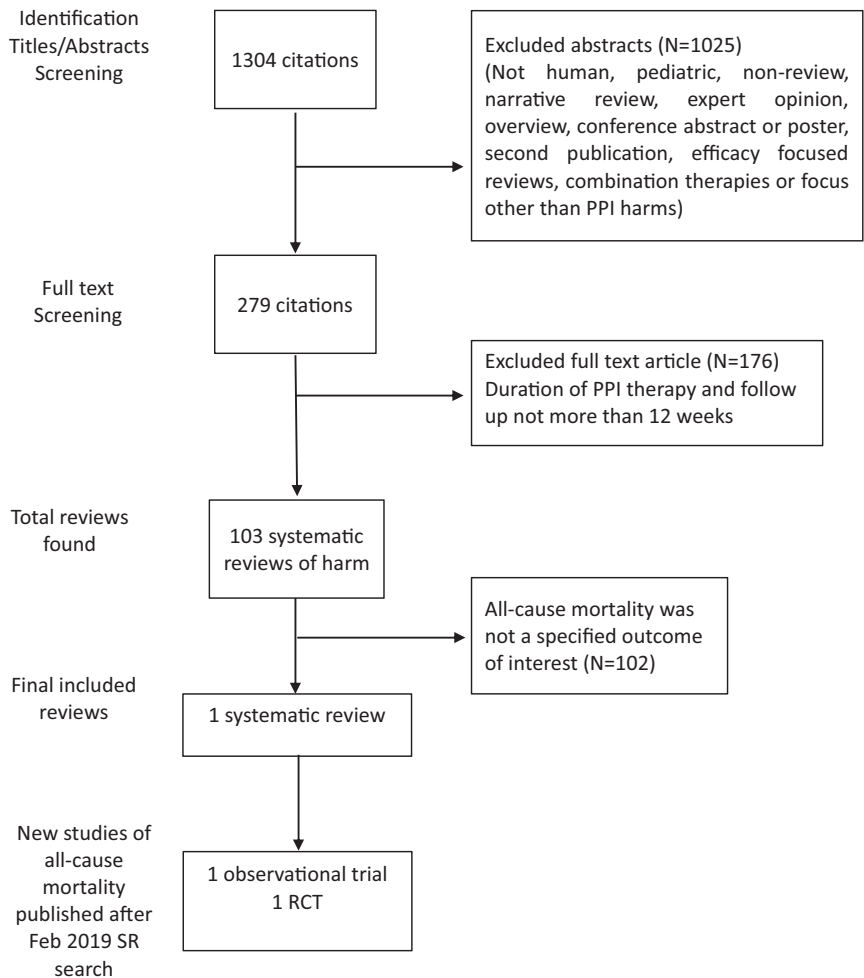 Identification
Titles/Abstracts
Screening
1304 citations
Excluded abstracts (N=1025)
(Not human, pediatric, non-review,
narrative review, expert opinion,
overview, conference abstract or poster,
second publication, efficacy focused
reviews, combination therapies or focus
other than PPI harms)
Full text
Screening
279 citations
Excluded full text article (N=176)
Duration of PPI therapy and follow
up not more than 12 weeks
Total reviews
found
103 systematic
reviews of harm
All-cause mortality was
not a specified outcome
of interest (N=102)
Final included
reviews
1 systematic review
New studies of
all-cause
mortality
published after
Feb 2019 SR
search
1 observational trial
1 RCT